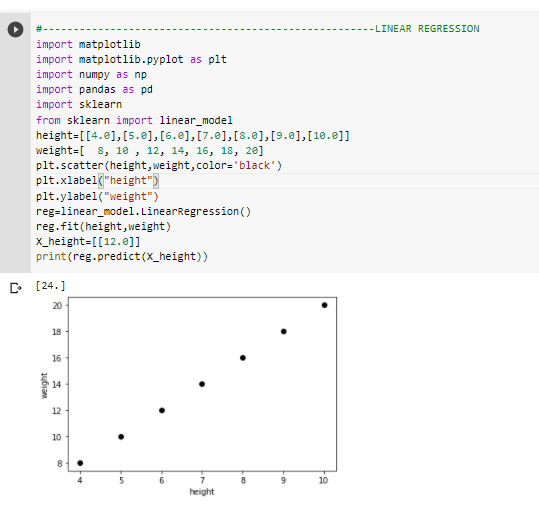 #----------------------------------------------------LINEAR REGRESSION
import matplotlib
import matplotlib.pyplot as plt
import numpy as np
import pandas as pd
import sklearn
from sklearn import linear_model
height=[[4.0],[5.0],[6.0],[7.0],[8.0],[9.0],[10.0]]
weight=[  8, 10 , 12, 14, 16, 18, 20]
plt.scatter(height,weight,color='black')
plt.xlabel("height")
plt.ylabel("weight")
reg=linear_model.LinearRegression()
reg.fit(height,weight)
X_height=[[12.0]]
print(reg.predict(X_height))
[24.]
20
18
16
14
12
10
8
weight
4 5 6 7 8 9 10
height